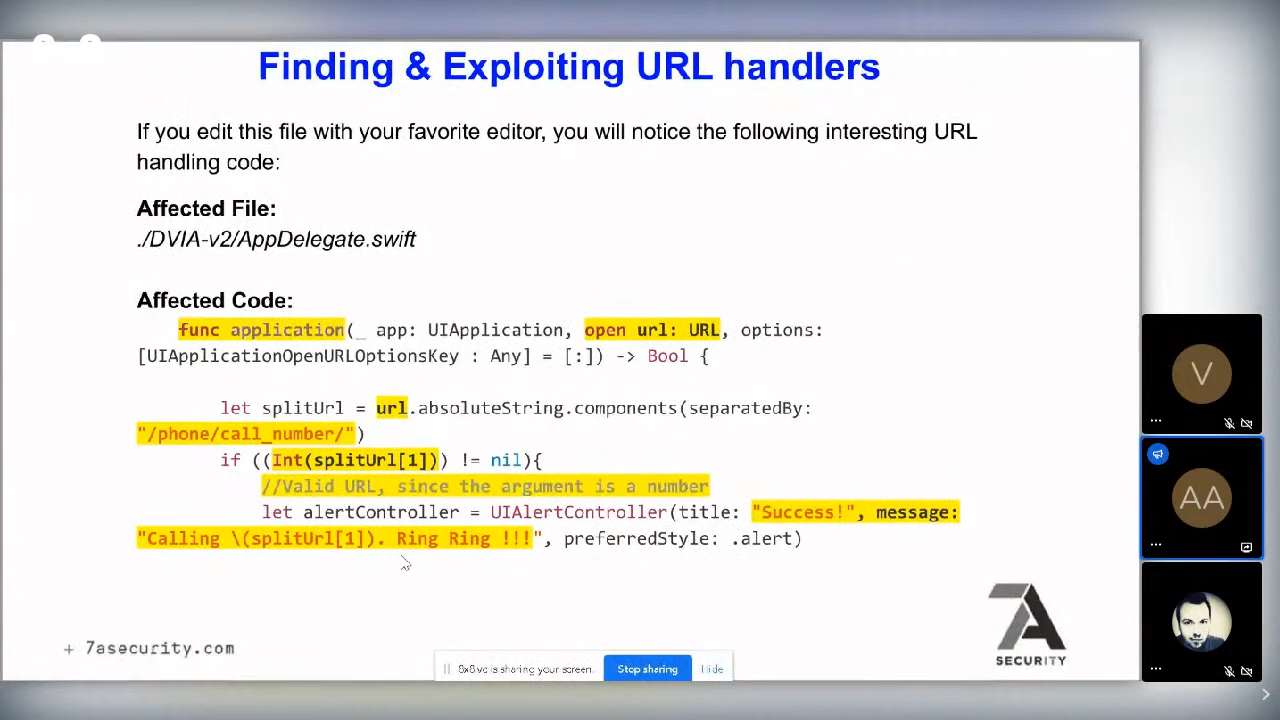 Finding & Exploiting URL handlers
If you edit this file with your favorite editor, you will notice the following interesting URL
handling code:
Affected File:
./DVIA-v2/AppDelegate.swift
Affected Code:
func application(_ app: UIApplication, open url: URL, options:
[UIApplicationOpenURLOptionsKey : Any] = [:]) -> Bool {
let splitUrl = url.absoluteString.components(separatedBy:
"/phone/call_number/")
if ((Int(splitUrl[1])) != nil){
//Valid URL, since the argument is a number
let alertController = UIAlertController(title: "Success!", message:
"Calling \(splitUrl[1]). Ring Ring !!!", preferredStyle: .alert)
+ 7asecurity.com
7A
SECURITY
8x8.vc is sharing your screen.
Stop sharing
Hide
V
AA